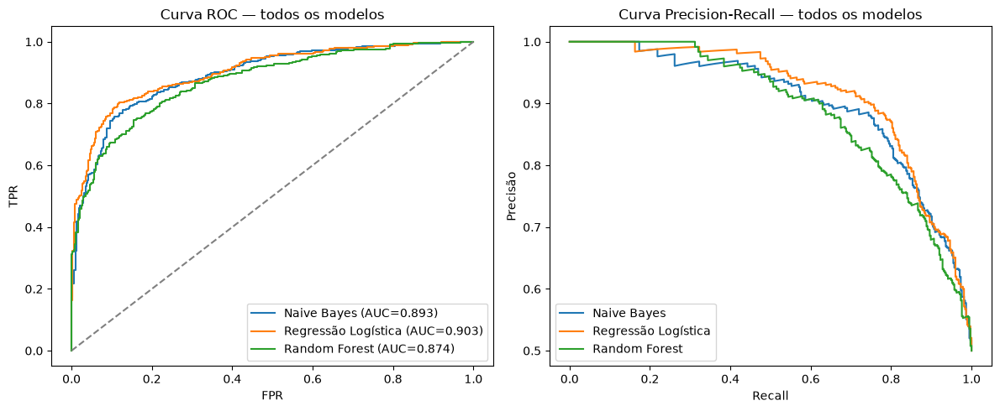 Curva ROC — todos os modelos
1.0
0.8
0.6
0.4
0.2
0.0
TPR
0.0 0.2 0.4 0.6 0.8 1.0
FPR
Naive Bayes (AUC=0.893)
Regressão Logística (AUC=0.903)
Random Forest (AUC=0.874)
Curva Precision-Recall — todos os modelos
1.0
0.9
0.8
0.7
0.6
0.5
Precisão
0.0 0.2 0.4 0.6 0.8 1.0
Recall
Naive Bayes
Regressão Logística
Random Forest